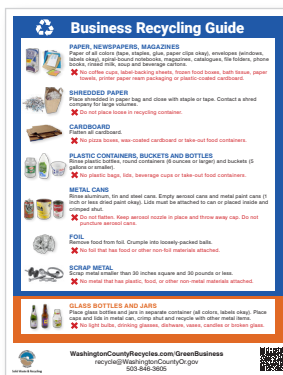 Business Recycling Guide
PAPER, NEWSPAPERS, MAGAZINES
Paper of all colors (tape, staples, glue, paper clips okay), envelopes (windows,
labels okay), spiral-bound notebooks, magazines, catalogues, file folders, phone
books, rinsed milk, soup and beverage cartons.
No coffee cups, label-backing sheets, frozen food boxes, bath tissue, paper
towels, printer paper ream packaging or plastic-coated cardboard.
SHREDDED PAPER
Place shredded in paper bag and close with staple or tape. Contact a shred
company for large volumes.
Do not place loose in recycling container.
CARDBOARD
Flatten all cardboard.
No pizza boxes, wax-coated cardboard or take-out food containers.
PLASTIC CONTAINERS, BUCKETS AND BOTTLES
Rinse plastic bottles, round containers (6 ounces or larger) and buckets (5
gallons or smaller).
No plastic bags, lids, beverage cups or take-out food containers.
METAL CANS
Rinse aluminum, tin and steel cans. Empty aerosol cans and metal paint cans (1
inch or less dried paint okay). Lids must be attached to can or placed inside and
crimped shut.
Do not flatten. Keep aerosol nozzle in place and throw away cap. Do not
puncture aerosol cans.
FOIL
Remove food from foil. Crumple into loosely-packed balls.
No foil that has food or other non-foil materials attached.
SCRAP METAL
Scrap metal smaller than 30 inches square and 30 pounds or less.
No metal that has plastic, food, or other non-metal materials attached.
GLASS BOTTLES AND JARS
Place glass bottles and jars in separate container (all colors, labels okay). Place
caps and lids in metal can, crimp shut and recycle with other metal items.
No light bulbs, drinking glasses, dishware, vases, candles or broken glass.
WashingtonCountyRecycles.com/GreenBusiness
recycle@WashingtonCountyOr.gov
503-846-3605
Solid Waste & Recycling